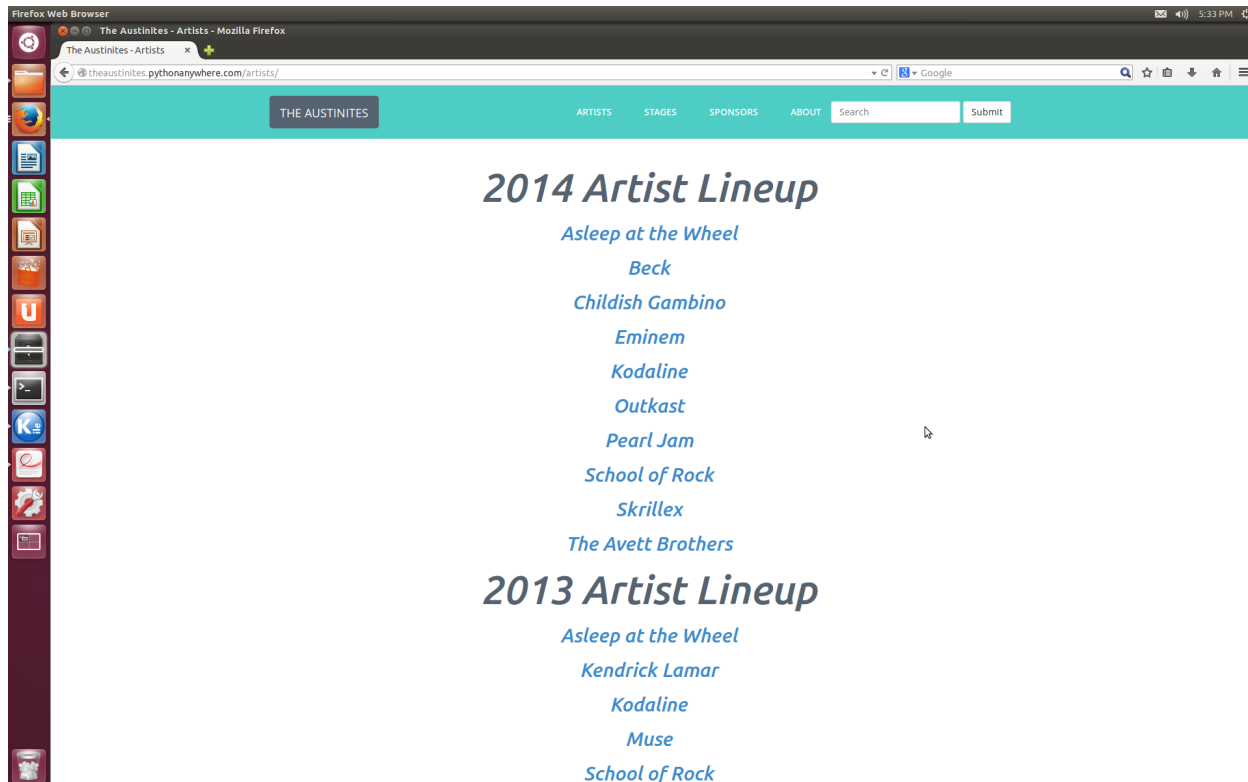 Firefox Web Browser
5:33 PM
The Austinites - Artists - Mozilla Firefox
The Austinites - Artists
theaustinites.pythonanywhere.com/artists/
Google
THE AUSTINITES
ARTISTS
STAGES
SPONSORS
ABOUT
Search
Submit
2014 Artist Lineup
Asleep at the Wheel
Beck
Childish Gambino
Eminem
Kodaline
Outkast
Pearl Jam
School of Rock
Skrillex
The Avett Brothers
2013 Artist Lineup
Asleep at the Wheel
Kendrick Lamar
Kodaline
Muse
School of Rock